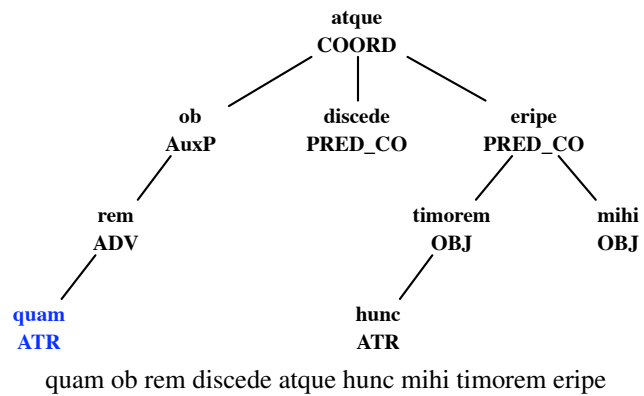 atque
COORD
ob discede eripe
AuxP PRED_CO PRED_CO
rem timorem mihi
ADV OBJ OBJ
quam hunc
ATR ATR
quam ob rem discede atque hunc mihi timorem eripe